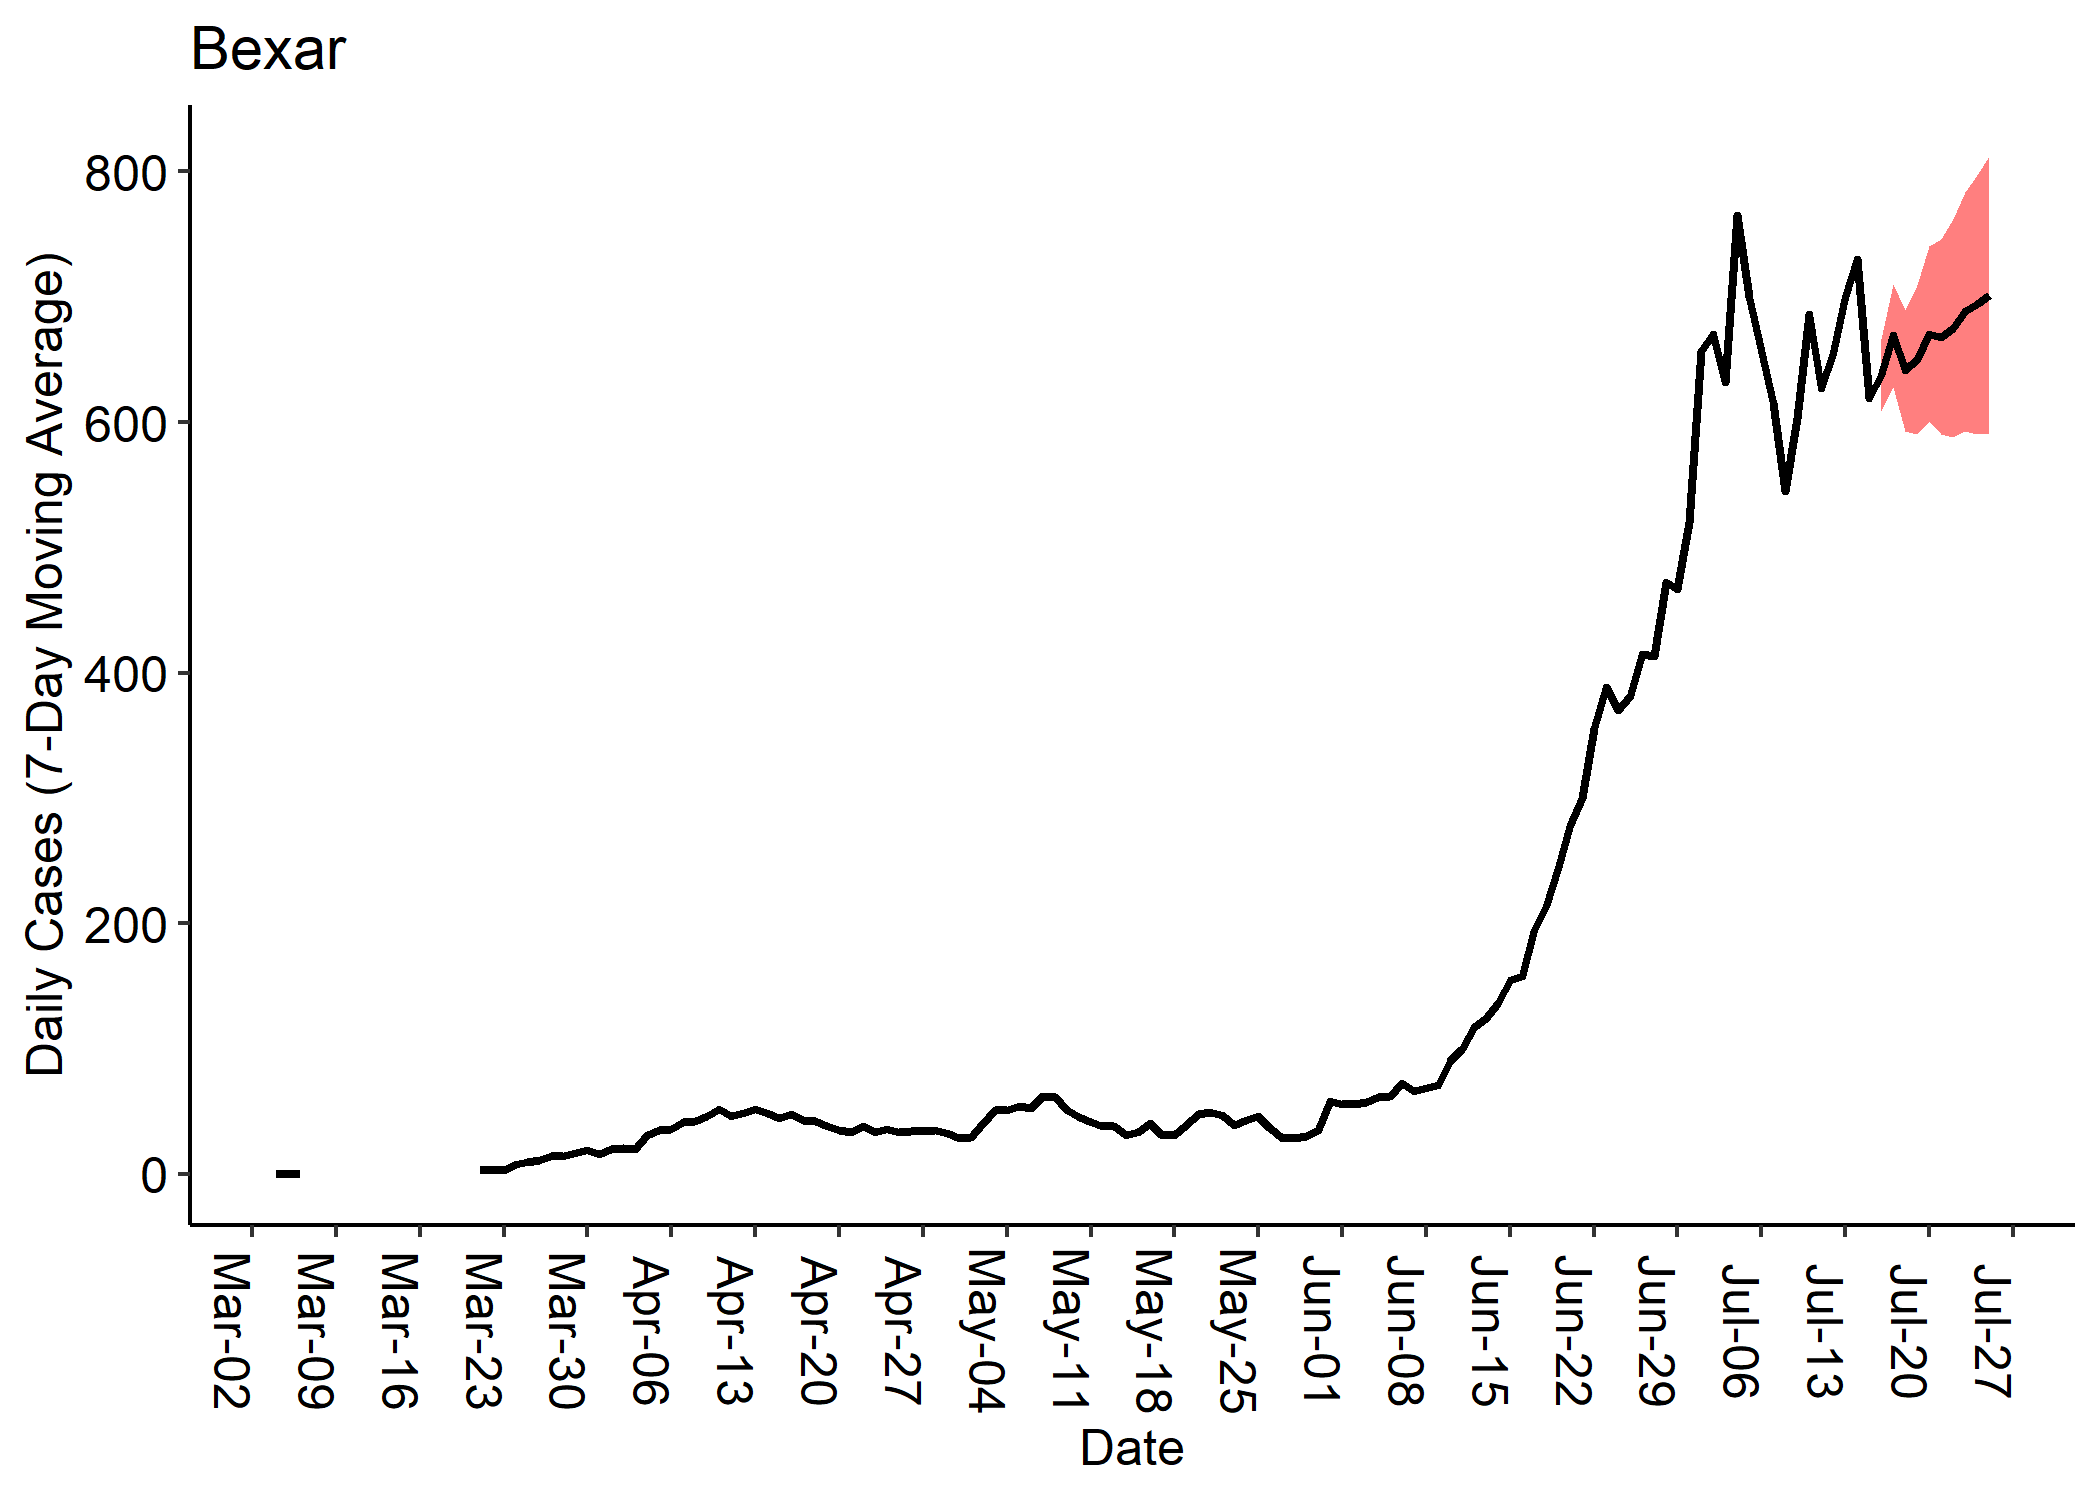 Bexar
Daily Cases (7-Day Moving Average)
800
600
400
200
0
Mar-02
Mar-09
Mar-16
Mar-23
Mar-30
Apr-06
Apr-13
Apr-20
Apr-27
May-04
May-11
May-18
May-25
Jun-01
Jun-08
Jun-15
Jun-22
Jun-29
Jul-06
Jul-13
Jul-20
Jul-27
Date